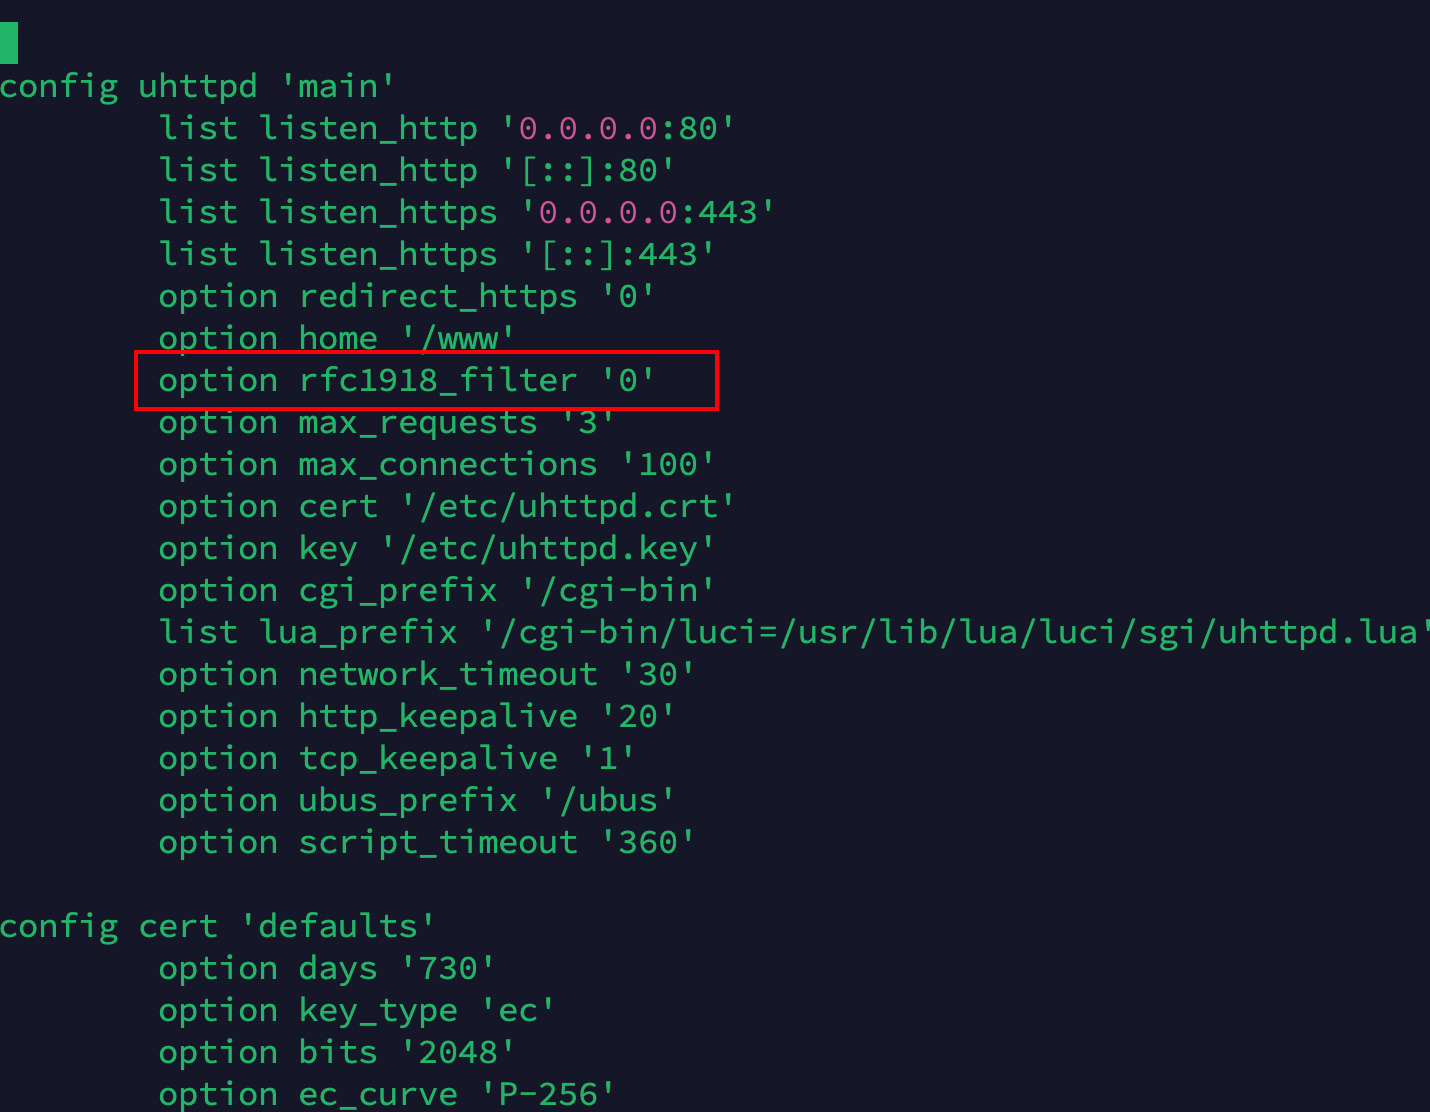 config uhttpd 'main'
list listen_http '0.0.0.0:80'
list listen_http '[::]:80'
list listen_https '0.0.0.0:443'
list listen_https '[::]:443'
option redirect_https '0'
option home '/www'
option rfc1918_filter '0'
option max_requests '3'
option max_connections '100'
option cert '/etc/uhttpd.crt'
option key '/etc/uhttpd.key'
option cgi_prefix '/cgi-bin'
list lua_prefix '/cgi-bin/luci=/usr/lib/lua/luci/sgi/uhttpd.lua'
option network_timeout '30'
option http_keepalive '20'
option tcp_keepalive '1'
option ubus_prefix '/ubus'
option script_timeout '360'
config cert 'defaults'
option days '730'
option key_type 'ec'
option bits '2048'
option ec_curve 'P-256'